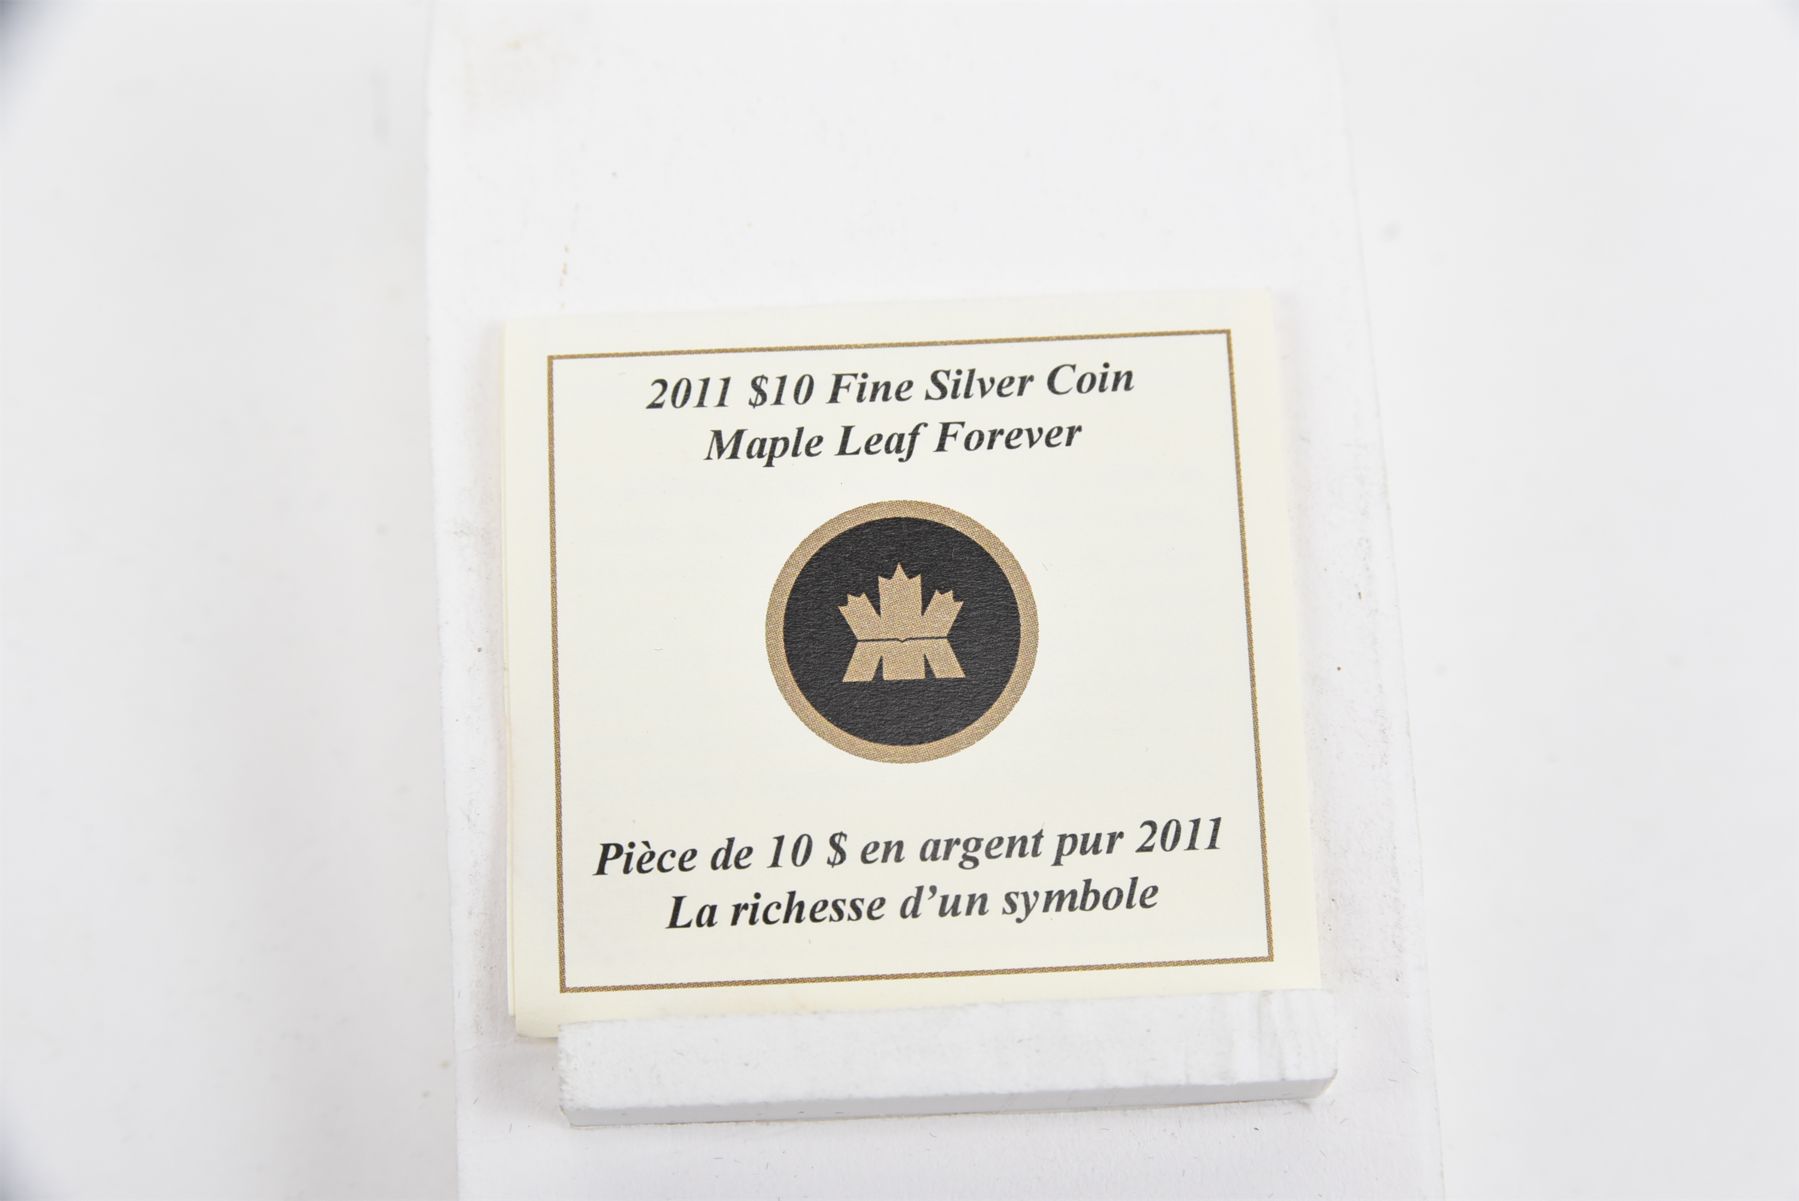 2011 $10 Fine Silver Coin
Maple Leaf Forever
Pièce de 10 $ en argent pur 2011
La richesse d'un symbole